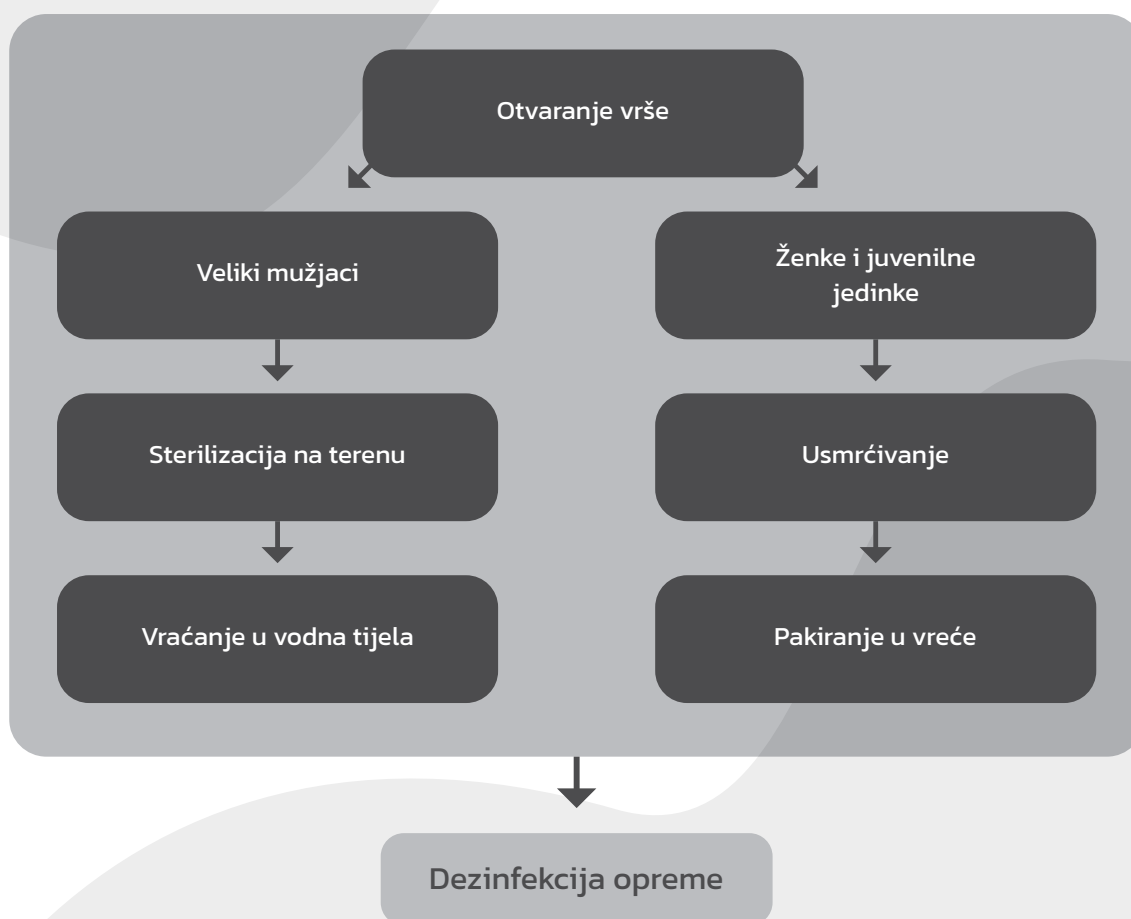 Otvaranje vrše
Veliki mužjaci
Sterilizacija na terenu
Vraćanje u vodna tijela
Ženke i juvenilne
jedinke
Usmrćivanje
Pakiranje u vreće
Dezinfekcija opreme